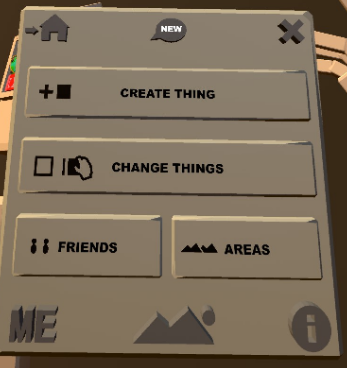 NEW
CREATE THING
CHANGE THINGS
FRIENDS
AREAS
ME
i